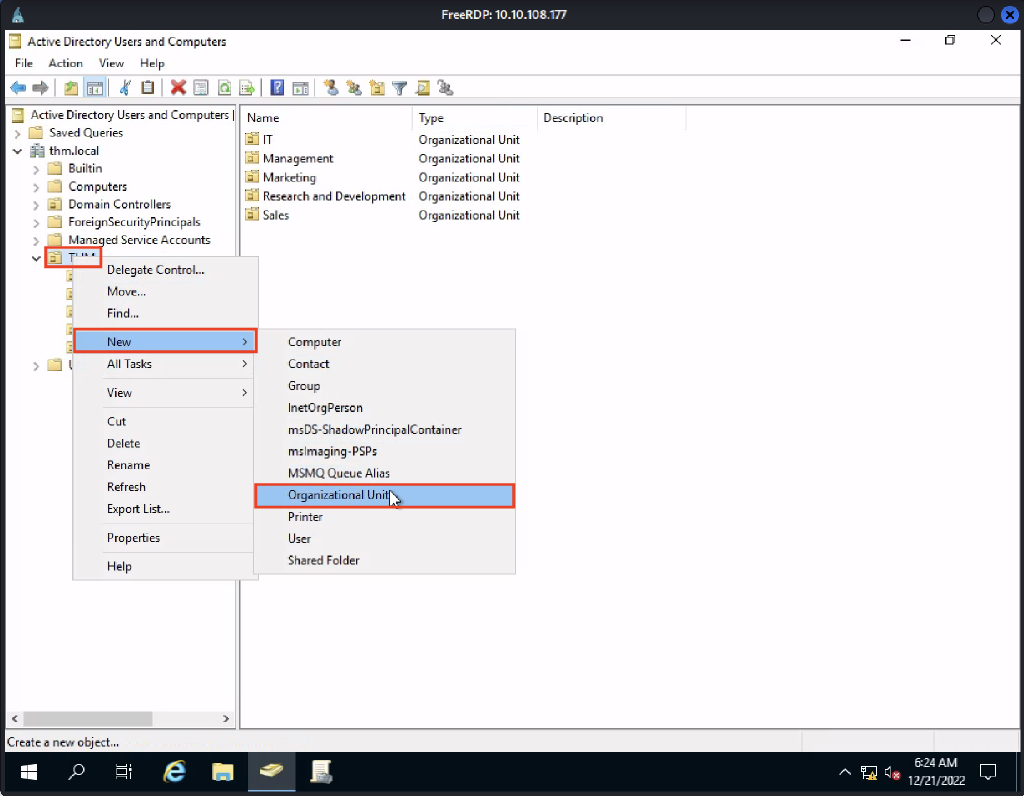 FreeRDP: 10.10.108.177
Active Directory Users and Computers
File Action View Help
Active Directory Users and Computers
Saved Queries
thm.local
Builtin
Computers
Domain Controllers
ForeignSecurityPrincipals
Managed Service Accounts
THM
Name Type Description
IT Organizational Unit
Management Organizational Unit
Marketing Organizational Unit
Research and Development Organizational Unit
Sales Organizational Unit
Delegate Control...
Move...
Find...
New
All Tasks
View
Cut
Delete
Rename
Refresh
Export List...
Properties
Help
Computer
Contact
Group
InetOrgPerson
msDS-ShadowPrincipalContainer
msImaging-PSPs
MSMQ Queue Alias
Organizational Unit
Printer
User
Shared Folder
Create a new object...
6:24 AM
12/21/2022